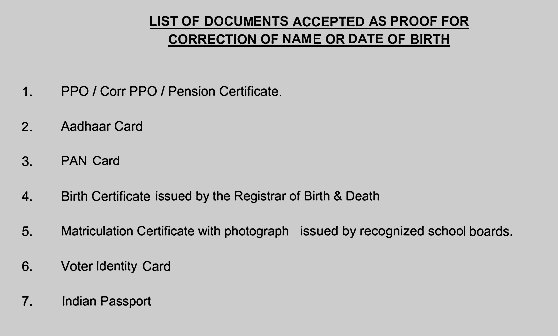 LIST OF DOCUMENTS ACCEPTED AS PROOF FOR
CORRECTION OF NAME OR DATE OF BIRTH
1. PPO / Corr PPO / Pension Certificate.
2. Aadhaar Card
3. PAN Card
4. Birth Certificate issued by the Registrar of Birth & Death
5. Matriculation Certificate with photograph issued by recognized school boards.
6. Voter Identity Card
7. Indian Passport